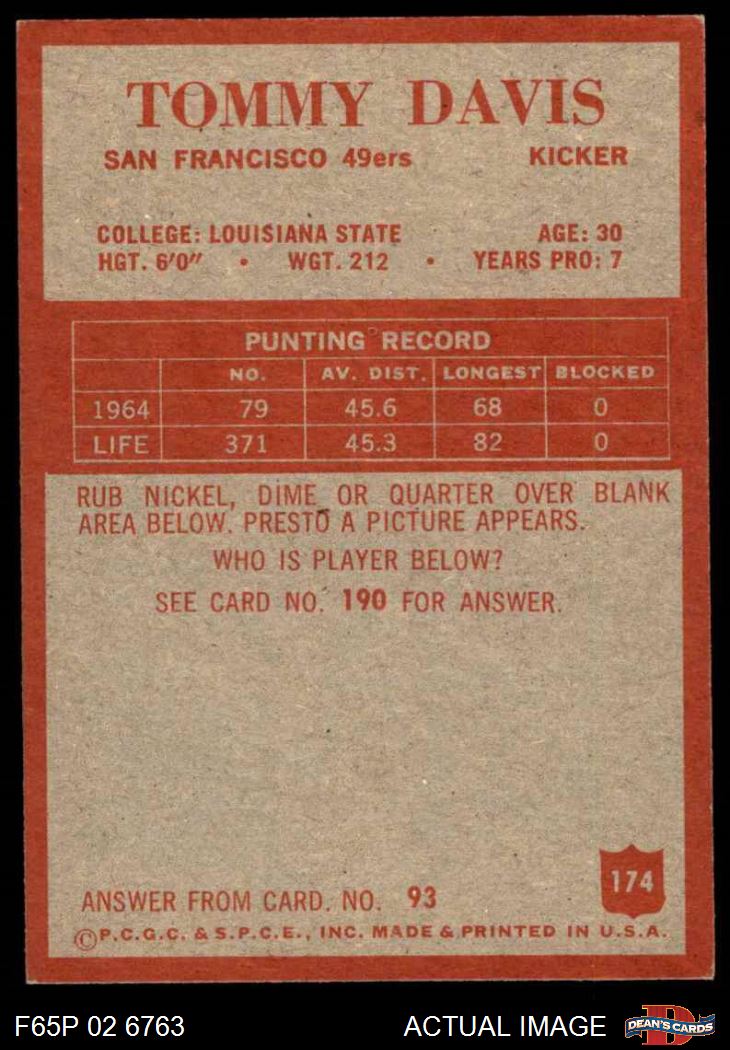 TOMMY DAVIS
SAN FRANCISCO 49ers KICKER
COLLEGE: LOUISIANA STATE AGE: 30
HGT. 6'0" • WGT. 212 • YEARS PRO: 7
PUNTING RECORD
NO. AV. DIST. LONGEST BLOCKED
1964 79 45.6 68 0
LIFE 371 45.3 82 0
RUB NICKEL, DIME OR QUARTER OVER BLANK
AREA BELOW. PRESTO A PICTURE APPEARS.
WHO IS PLAYER BELOW?
SEE CARD NO. 190 FOR ANSWER.
174
ANSWER FROM CARD. NO. 93
©P.C.G.C. & S.P.C.E., INC. MADE & PRINTED IN U.S.A.
F65P 02 6763 ACTUAL IMAGE D DEAN'S CARDS